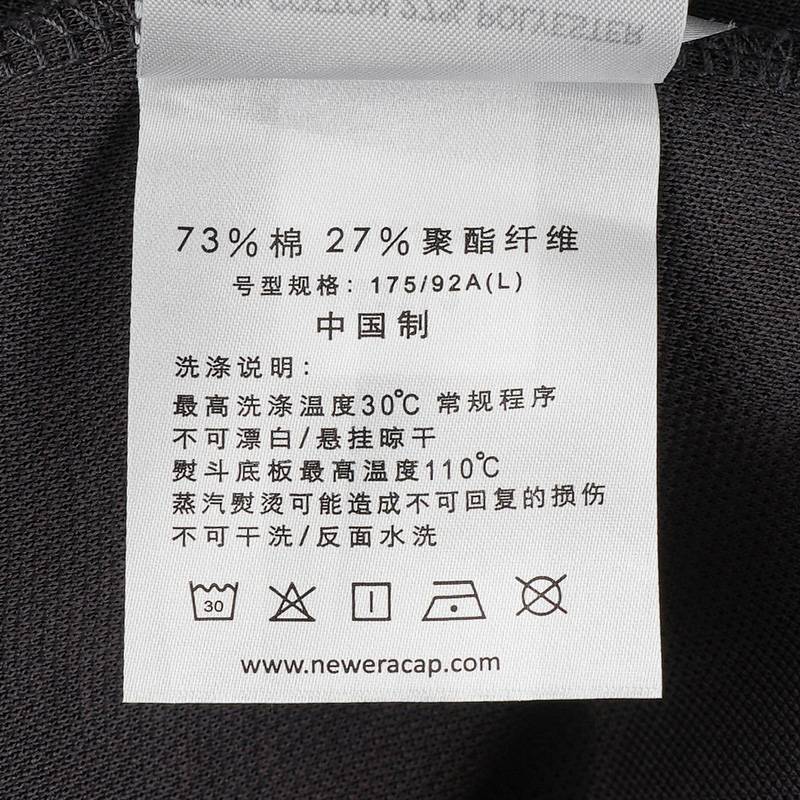 COTTON 27% POLYESTER
73%棉 27%聚酯纤维
号型规格: 175/92A(L)
中国制
洗涤说明:
最高洗涤温度30℃ 常规程序
不可漂白/悬挂晾干
熨斗底板最高温度110℃
蒸汽熨烫可能造成不可回复的损伤
不可干洗/反面水洗
30
www.neweracap.com